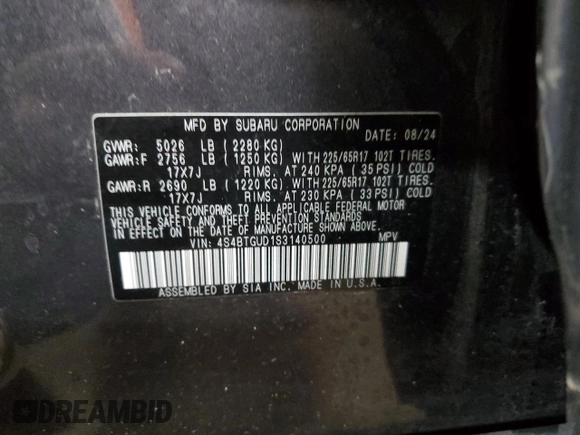 MFD BY SUBARU CORPORATION
DATE: 08/24
GVWR: 5026 LB ( 2280 KG)
GAWR:F 2756 LB ( 1250 KG) WITH 225/65R17 102T TIRES.
17X7J RIMS. AT 240 KPA ( 35 PSI) COLD
GAWR:R 2690 LB ( 1220 KG) WITH 225/65R17 102T TIRES.
17X7J RIMS. AT 230 KPA ( 33 PSI) COLD
THIS VEHICLE CONFORMS TO ALL APPLICABLE FEDERAL MOTOR
VEHICLE SAFETY AND THEFT PREVENTION STANDARDS
IN EFFECT ON THE DATE OF MANUFACTURE SHOWN ABOVE.
VIN: 4S4BTGUD1S3140500 MPV
ASSEMBLED BY SIA INC. MADE IN U.S.A.
DREAMBID